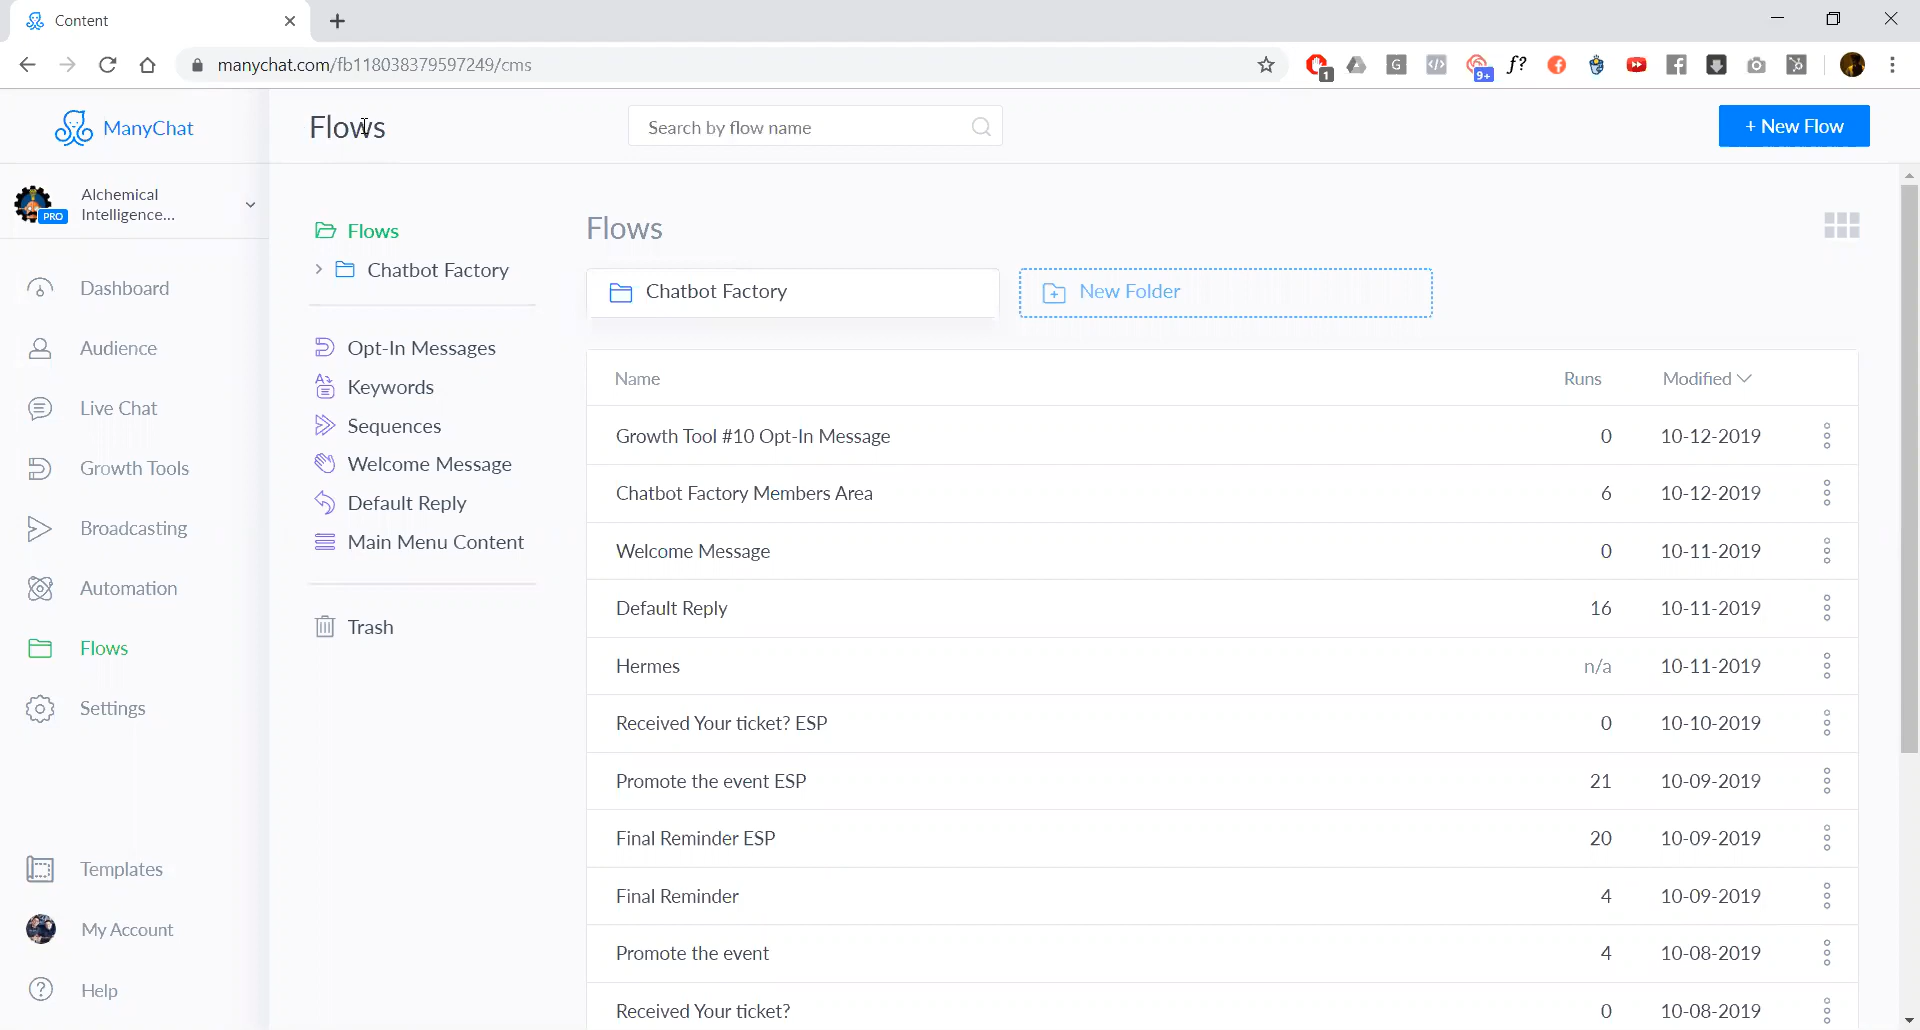 Content
manychat.com/fb118038379597249/cms
1
G
9+
f?
ManyChat
Flows
Search by flow name
+ New Flow
Alchemical
Intelligence...
PRO
Dashboard
Audience
Live Chat
Growth Tools
Broadcasting
Automation
Flows
Settings
Templates
My Account
Help
Flows
Chatbot Factory
Opt-In Messages
Keywords
Sequences
Welcome Message
Default Reply
Main Menu Content
Trash
Flows
Chatbot Factory
New Folder
Name Runs Modified
Growth Tool #10 Opt-In Message 0 10-12-2019
Chatbot Factory Members Area 6 10-12-2019
Welcome Message 0 10-11-2019
Default Reply 16 10-11-2019
Hermes n/a 10-11-2019
Received Your ticket? ESP 0 10-10-2019
Promote the event ESP 21 10-09-2019
Final Reminder ESP 20 10-09-2019
Final Reminder 4 10-09-2019
Promote the event 4 10-08-2019
Received Your ticket? 0 10-08-2019